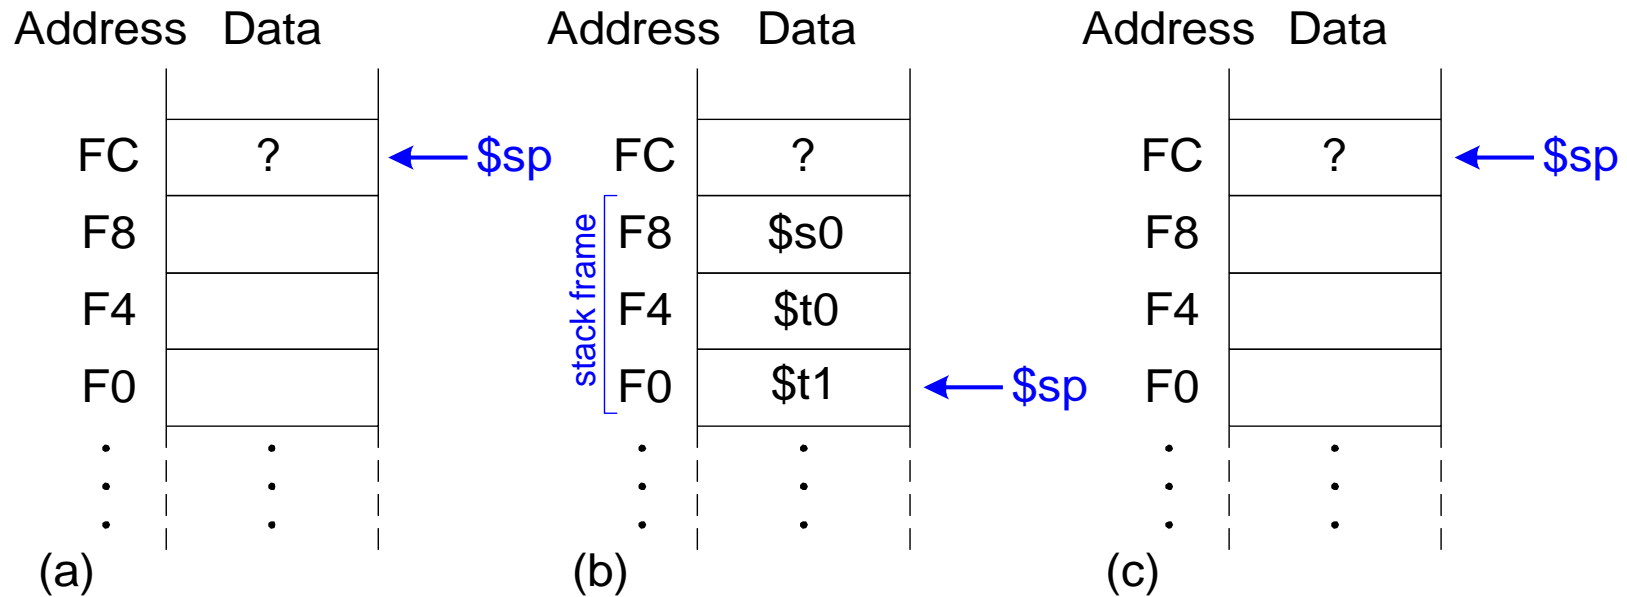 Address Data
FC ? $sp
F8
F4
F0
(a)
Address Data
FC ?
stack frame
F8 $s0
F4 $t0
F0 $t1 $sp
(b)
Address Data
FC ? $sp
F8
F4
F0
(c)